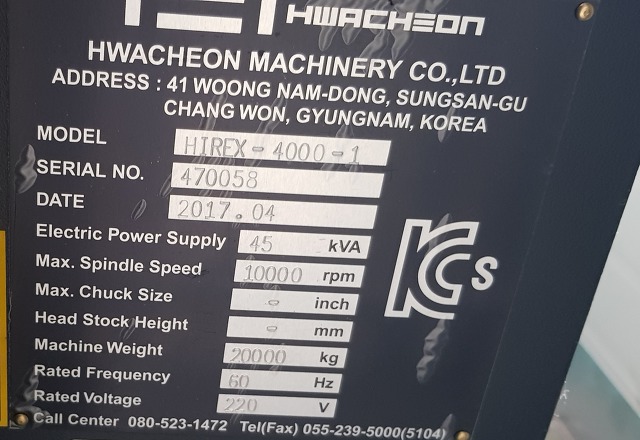 HWACHEON
HWACHEON MACHINERY CO.,LTD
ADDRESS : 41 WOONG NAM-DONG, SUNGSAN-GU
CHANG WON, GYUNGNAM, KOREA
MODEL HIREX-4000-1
SERIAL NO. 470058
DATE 2017.04
Electric Power Supply 45 kVA
Max. Spindle Speed 10000 rpm
Max. Chuck Size - inch
Head Stock Height - mm
Machine Weight 20000 kg
Rated Frequency 60 Hz
Rated Voltage 220 V
KCs
Call Center 080-523-1472 Tel(Fax) 055-239-5000(5104)